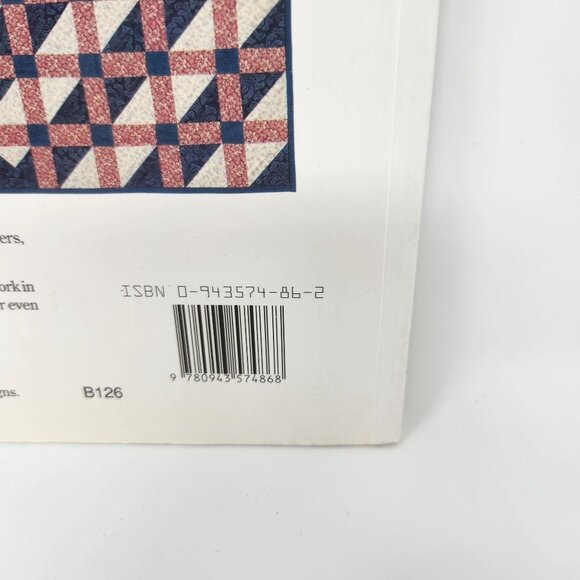 ers,
ork in
r even
ISBN 0-943574-86-2
9 780943 574868
gns.
B126